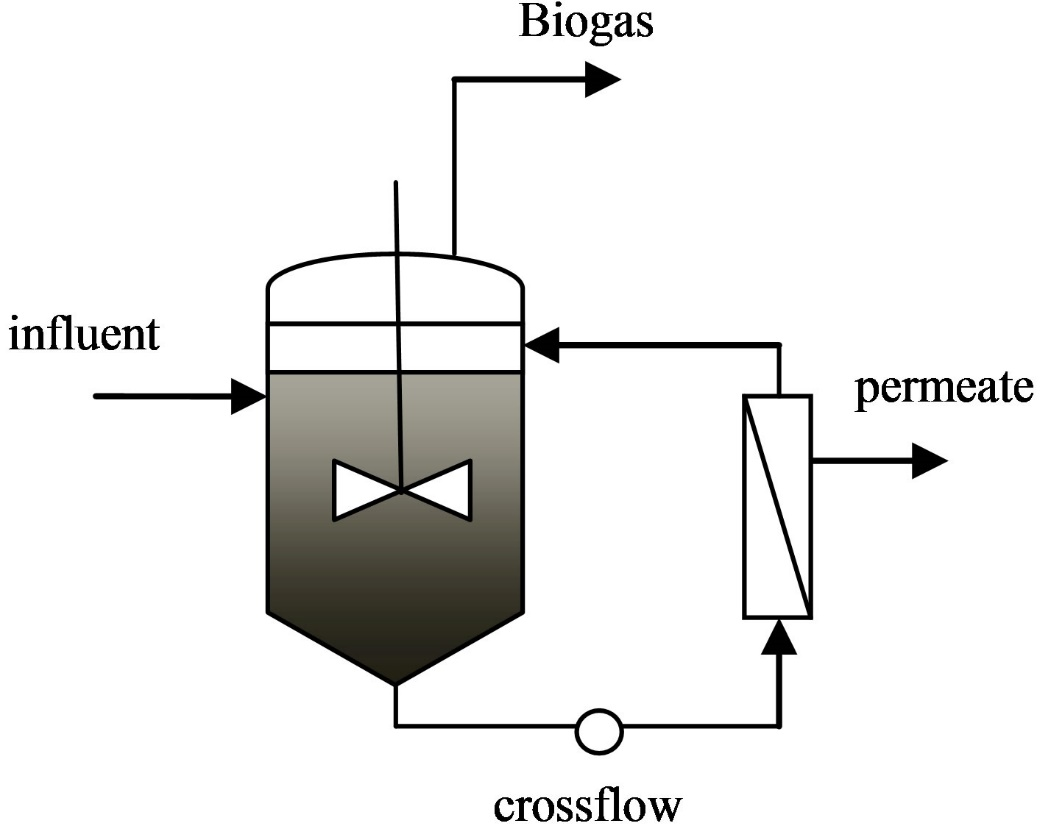 Biogas
influent
permeate
crossflow